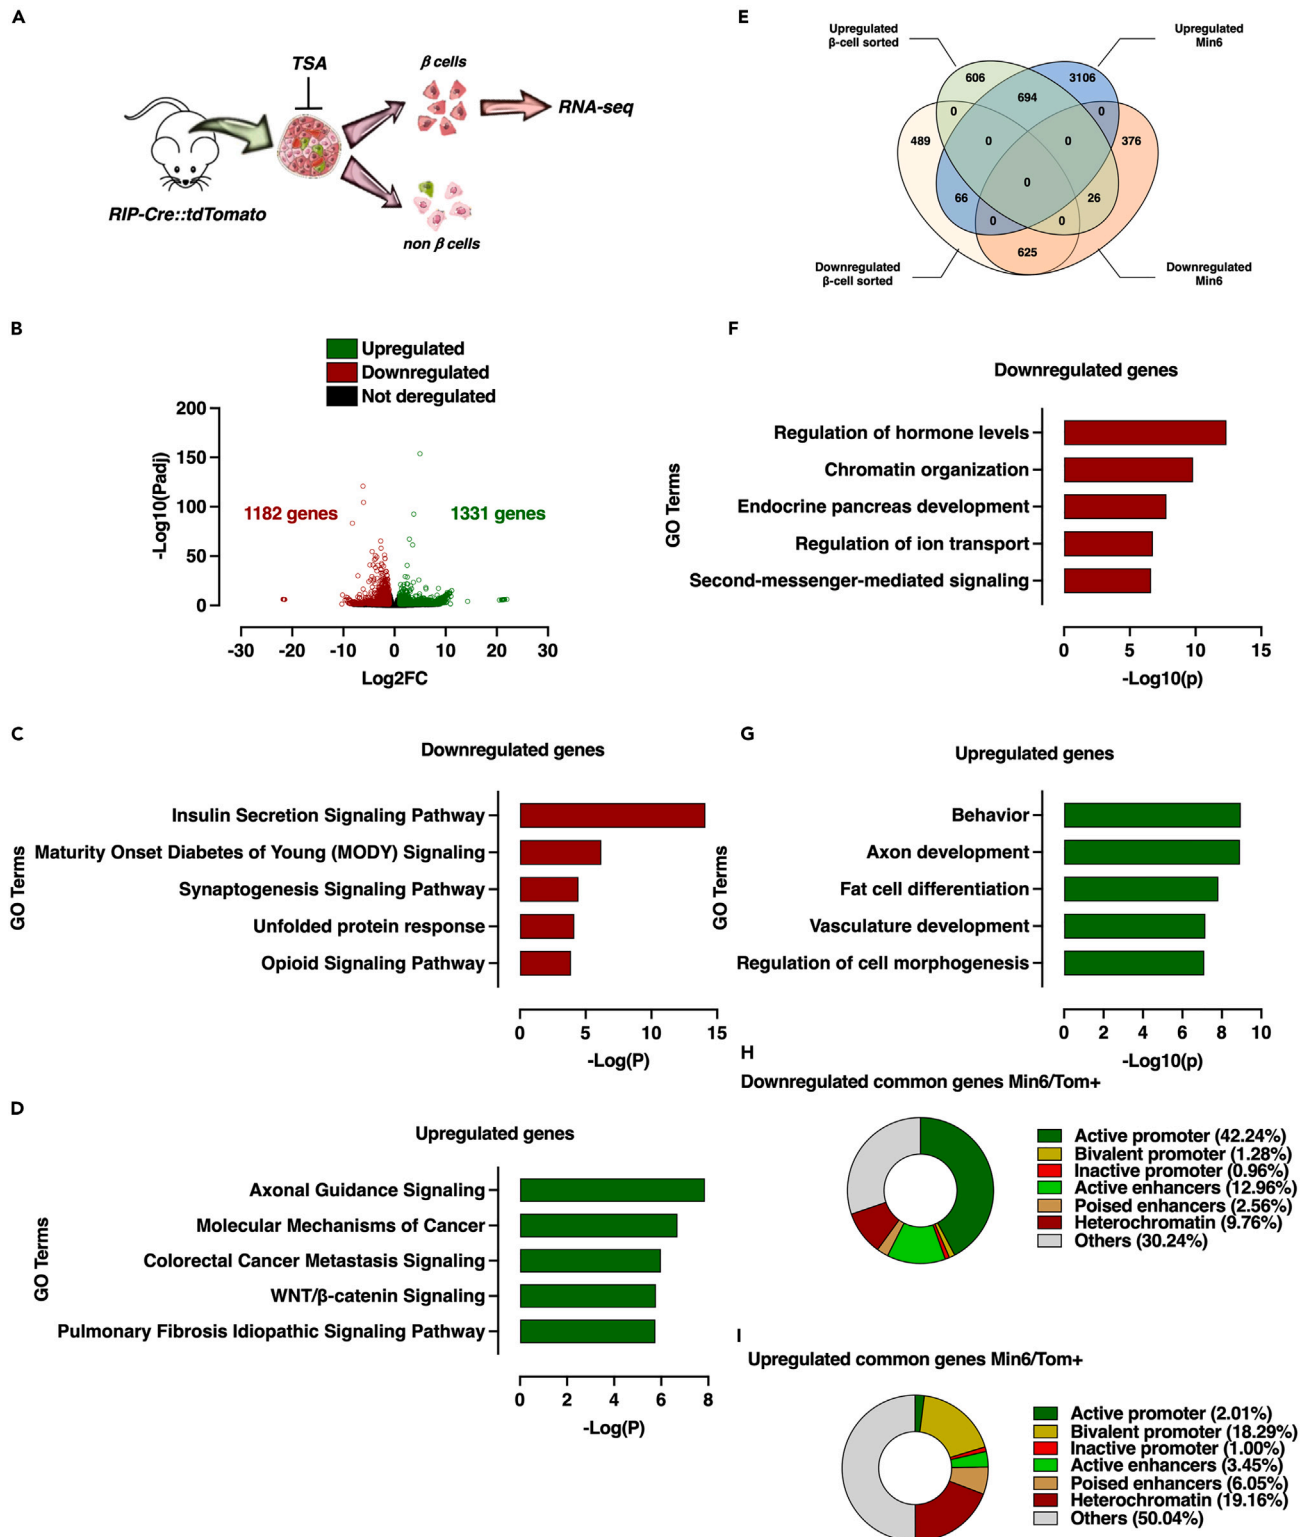 A
TSA
β cells
RNA-seq
RIP-Cre::tdTomato
non β cells
E
Upregulated
β-cell sorted
Upregulated
Min6
606
3106
694
0
0
489
0
0
376
0
66
26
0
0
625
Downregulated
β-cell sorted
Downregulated
Min6
B
Upregulated
Downregulated
Not deregulated
200
150
100
50
0
-Log10(Padj)
1182 genes
1331 genes
-30
-20
-10
0
10
20
30
Log2FC
F
Downregulated genes
GO Terms
Regulation of hormone levels
Chromatin organization
Endocrine pancreas development
Regulation of ion transport
Second-messenger-mediated signaling
0
5
10
15
-Log10(p)
C
Downregulated genes
GO Terms
Insulin Secretion Signaling Pathway
Maturity Onset Diabetes of Young (MODY) Signaling
Synaptogenesis Signaling Pathway
Unfolded protein response
Opioid Signaling Pathway
0
5
10
15
-Log(P)
G
Upregulated genes
GO Terms
Behavior
Axon development
Fat cell differentiation
Vasculature development
Regulation of cell morphogenesis
0
2
4
6
8
10
-Log10(p)
D
Upregulated genes
GO Terms
Axonal Guidance Signaling
Molecular Mechanisms of Cancer
Colorectal Cancer Metastasis Signaling
WNT/β-catenin Signaling
Pulmonary Fibrosis Idiopathic Signaling Pathway
0
2
4
6
8
-Log(P)
H
Downregulated common genes Min6/Tom+
Active promoter (42.24%)
Bivalent promoter (1.28%)
Inactive promoter (0.96%)
Active enhancers (12.96%)
Poised enhancers (2.56%)
Heterochromatin (9.76%)
Others (30.24%)
I
Upregulated common genes Min6/Tom+
Active promoter (2.01%)
Bivalent promoter (18.29%)
Inactive promoter (1.00%)
Active enhancers (3.45%)
Poised enhancers (6.05%)
Heterochromatin (19.16%)
Others (50.04%)